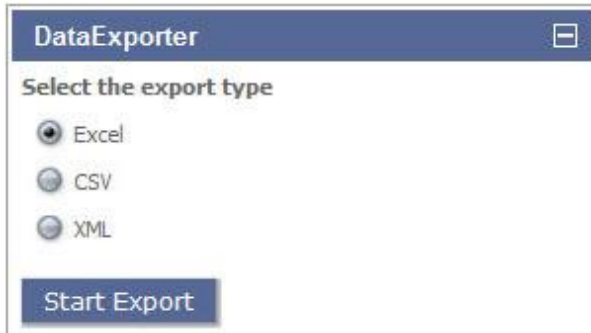 DataExporter
Select the export type
Excel
CSV
XML
Start Export